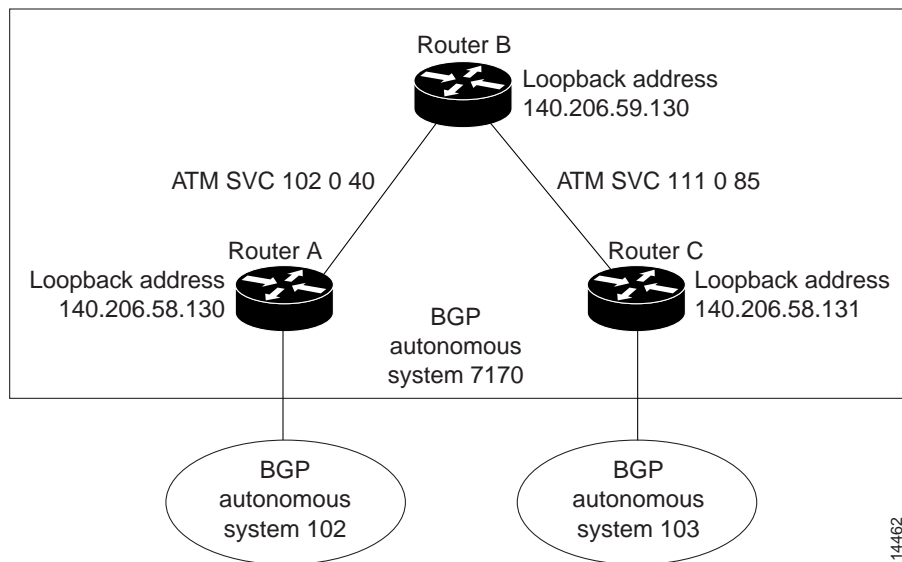 Router B
Loopback address
140.206.59.130
ATM SVC 102 0 40
ATM SVC 111 0 85
Router A
Loopback address
140.206.58.130
Router C
Loopback address
140.206.58.131
BGP
autonomous
system 7170
BGP
autonomous
system 102
BGP
autonomous
system 103
14462